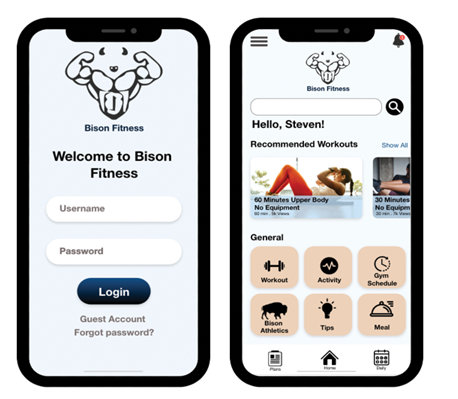 Bison Fitness
Welcome to Bison
Fitness
Username
Password
Login
Guest Account
Forgot password?
Bison Fitness
Hello, Steven!
Recommended Workouts
Show All
60 Minutes Upper Body
No Equipment
60 min . 5k Views
30 Minutes
No Equipm
30 min . 7k Views
General
Workout
Activity
Gym
Schedule
Bison
Athletics
Tips
Meal
Plans
Home
Daily